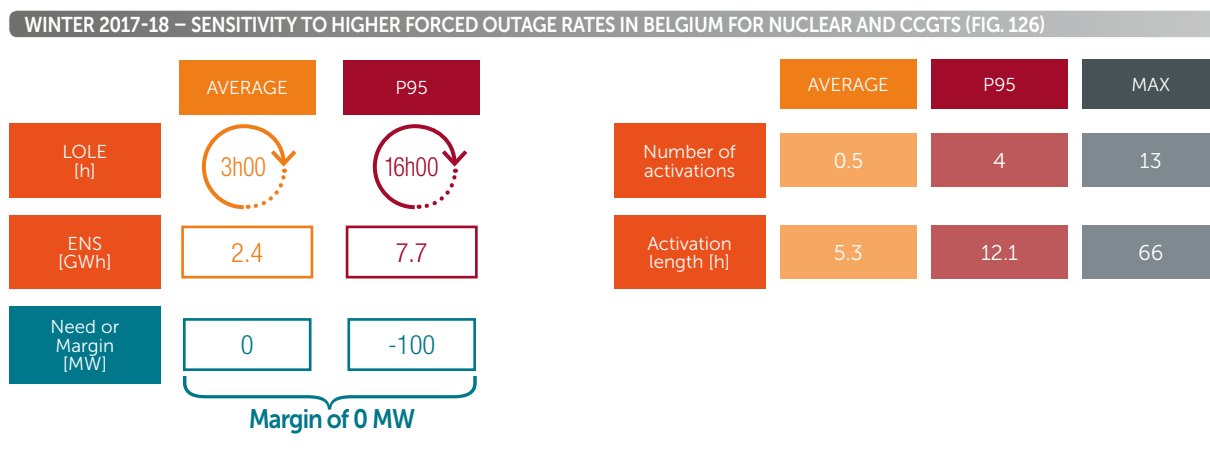 WINTER 2017-18 – SENSITIVITY TO HIGHER FORCED OUTAGE RATES IN BELGIUM FOR NUCLEAR AND CCGTS (FIG. 126)
AVERAGE P95
LOLE
[h]
3h00 16h00
ENS
[GWh]
2.4 7.7
Need or
Margin
[MW]
0 -100
Margin of 0 MW
AVERAGE P95 MAX
Number of
activations
0.5 4 13
Activation
length [h]
5.3 12.1 66